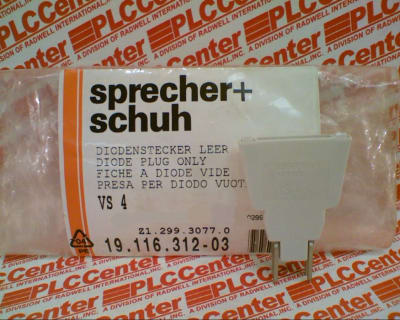 sprecher+
schuh
DIODENSTECKER LEER
DIODE PLUG ONLY
FICHE A DIODE VIDE
PRESA PER DIODO VUOT
VS 4
Z1.299.3077.0
19.116.312-03
04
PLCCenter
A DIVISION OF RADWELL INTERNATIONAL, INC.